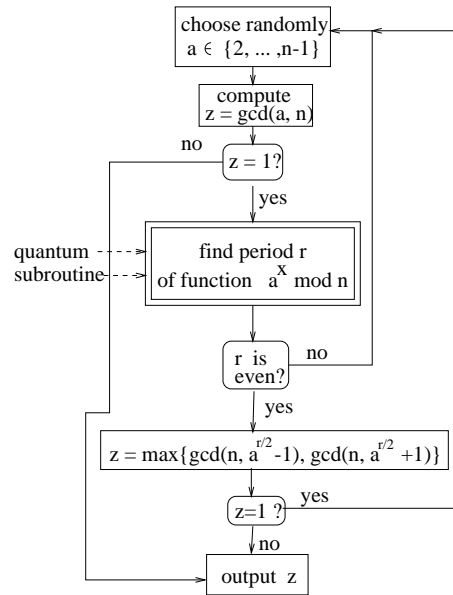 choose randomly
a ∈ {2, ... ,n-1}
compute
z = gcd(a, n)
no
z = 1?
yes
quantum
subroutine
find period r
of function a^x mod n
r is
even?
no
yes
z = max{gcd(n, a^{r/2} -1), gcd(n, a^{r/2} +1)}
z=1 ?
yes
no
output z